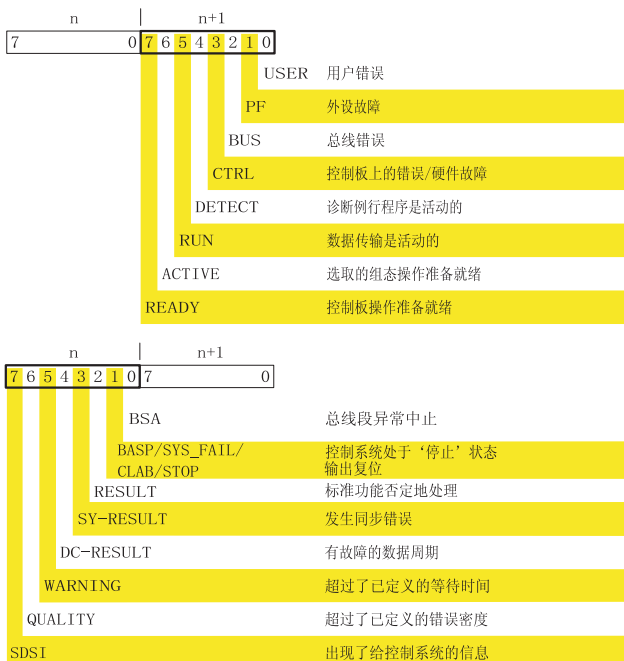 n n+1
7 0 7 6 5 4 3 2 1 0
USER 用户错误
PF 外设故障
BUS 总线错误
CTRL 控制板上的错误/硬件故障
DETECT 诊断例行程序是活动的
RUN 数据传输是活动的
ACTIVE 选取的组态操作准备就绪
READY 控制板操作准备就绪
n n+1
7 6 5 4 3 2 1 0 7 0
BSA 总线段异常中止
BASP/SYS_FAIL/ 控制系统处于‘停止’状态
CLAB/STOP 输出复位
RESULT 标准功能否定地处理
SY-RESULT 发生同步错误
DC-RESULT 有故障的数据周期
WARNING 超过了已定义的等待时间
QUALITY 超过了已定义的错误密度
SDSI 出现了给控制系统的信息